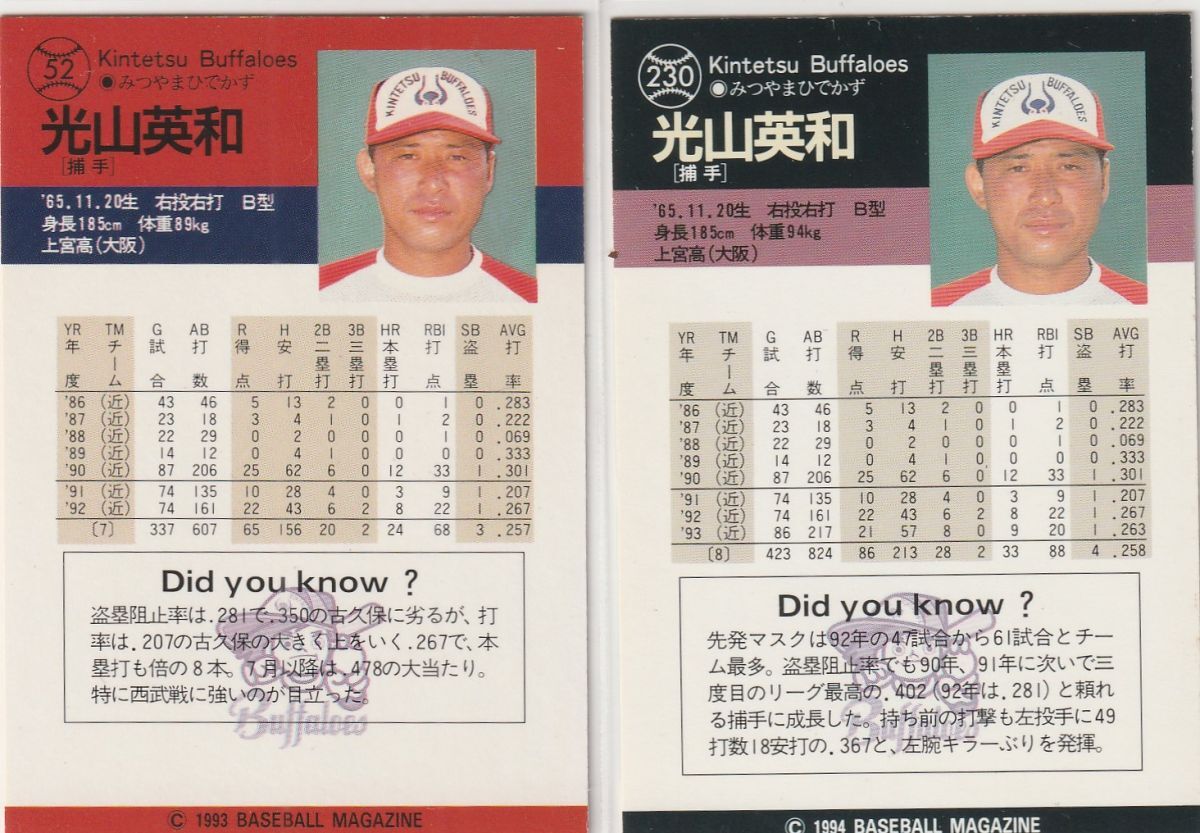 52
Kintetsu Buffaloes
●みつやまひでかず
光山英和
[捕手]
KINTETSU BUFFALOES
'65.11.20生 右投右打 B型
身長185cm 体重89kg
上宮高(大阪)
YR TM G AB R H 2B 3B HR RBI SB AVG
年度 チーム 試合 打数 得点 安打 二塁打 三塁打 本塁打 打点 盗塁 打率
'86 (近) 43 46 5 13 2 0 0 1 0 .283
'87 (近) 23 18 3 4 1 0 1 2 0 .222
'88 (近) 22 29 0 2 0 0 0 1 0 .069
'89 (近) 14 12 0 4 1 0 0 0 0 .333
'90 (近) 87 206 25 62 6 0 12 33 1 .301
'91 (近) 74 135 10 28 4 0 3 9 1 .207
'92 (近) 74 161 22 43 6 2 8 22 1 .267
[7] 337 607 65 156 20 2 24 68 3 .257
Did you know ?
盗塁阻止率は.281で.350の古久保に劣るが、打
率は.207の古久保の大きく上をいく.267で、本
塁打も倍の8本。7月以降は.478の大当たり。
特に西武戦に強いのが目立った。
Buffaloes
© 1993 BASEBALL MAGAZINE
230
Kintetsu Buffaloes
●みつやまひでかず
光山英和
[捕手]
KINTETSU BUFFALOES
'65.11.20生 右投右打 B型
身長185cm 体重94kg
上宮高(大阪)
YR TM G AB R H 2B 3B HR RBI SB AVG
年度 チーム 試合 打数 得点 安打 二塁打 三塁打 本塁打 打点 盗塁 打率
'86 (近) 43 46 5 13 2 0 0 1 0 .283
'87 (近) 23 18 3 4 1 0 1 2 0 .222
'88 (近) 22 29 0 2 0 0 0 1 0 .069
'89 (近) 14 12 0 4 1 0 0 0 0 .333
'90 (近) 87 206 25 62 6 0 12 33 1 .301
'91 (近) 74 135 10 28 4 0 3 9 1 .207
'92 (近) 74 161 22 43 6 2 8 22 1 .267
'93 (近) 86 217 21 57 8 0 9 20 1 .263
[8] 423 824 86 213 28 2 33 88 4 .258
Did you know ?
先発マスクは92年の47試合から61試合とチー
ム最多。盗塁阻止率でも90年、91年に次いで三
度目のリーグ最高の.402(92年は.281)と頼れ
る捕手に成長した。持ち前の打撃も左投手に49
打数18安打の.367と、左腕キラーぶりを発揮。
Buffaloes
© 1994 BASEBALL MAGAZINE